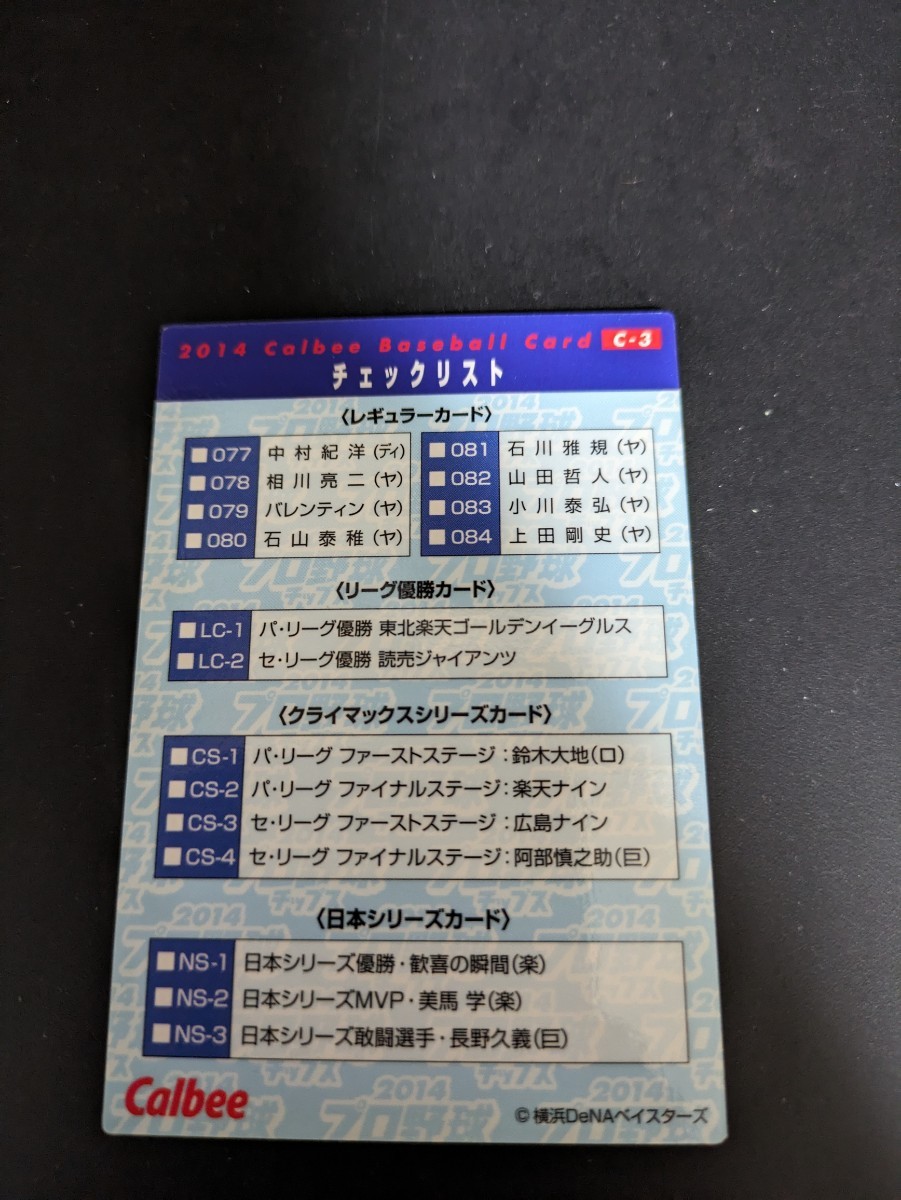 2014 Calbee Baseball Card C-3
チェックリスト
〈レギュラーカード〉
■077 中村紀洋(ディ)
■078 相川亮二(ヤ)
■079 バレンティン(ヤ)
■080 石山泰稚(ヤ)
■081 石川雅規(ヤ)
■082 山田哲人(ヤ)
■083 小川泰弘(ヤ)
■084 上田剛史(ヤ)
〈リーグ優勝カード〉
■LC-1 パ・リーグ優勝 東北楽天ゴールデンイーグルス
■LC-2 セ・リーグ優勝 読売ジャイアンツ
〈クライマックスシリーズカード〉
■CS-1 パ・リーグ ファーストステージ:鈴木大地(ロ)
■CS-2 パ・リーグ ファイナルステージ:楽天ナイン
■CS-3 セ・リーグ ファーストステージ:広島ナイン
■CS-4 セ・リーグ ファイナルステージ:阿部慎之助(巨)
〈日本シリーズカード〉
■NS-1 日本シリーズ優勝・歓喜の瞬間(楽)
■NS-2 日本シリーズMVP・美馬 学(楽)
■NS-3 日本シリーズ敢闘選手・長野久義(巨)
Calbee
© 横浜DeNAベイスターズ